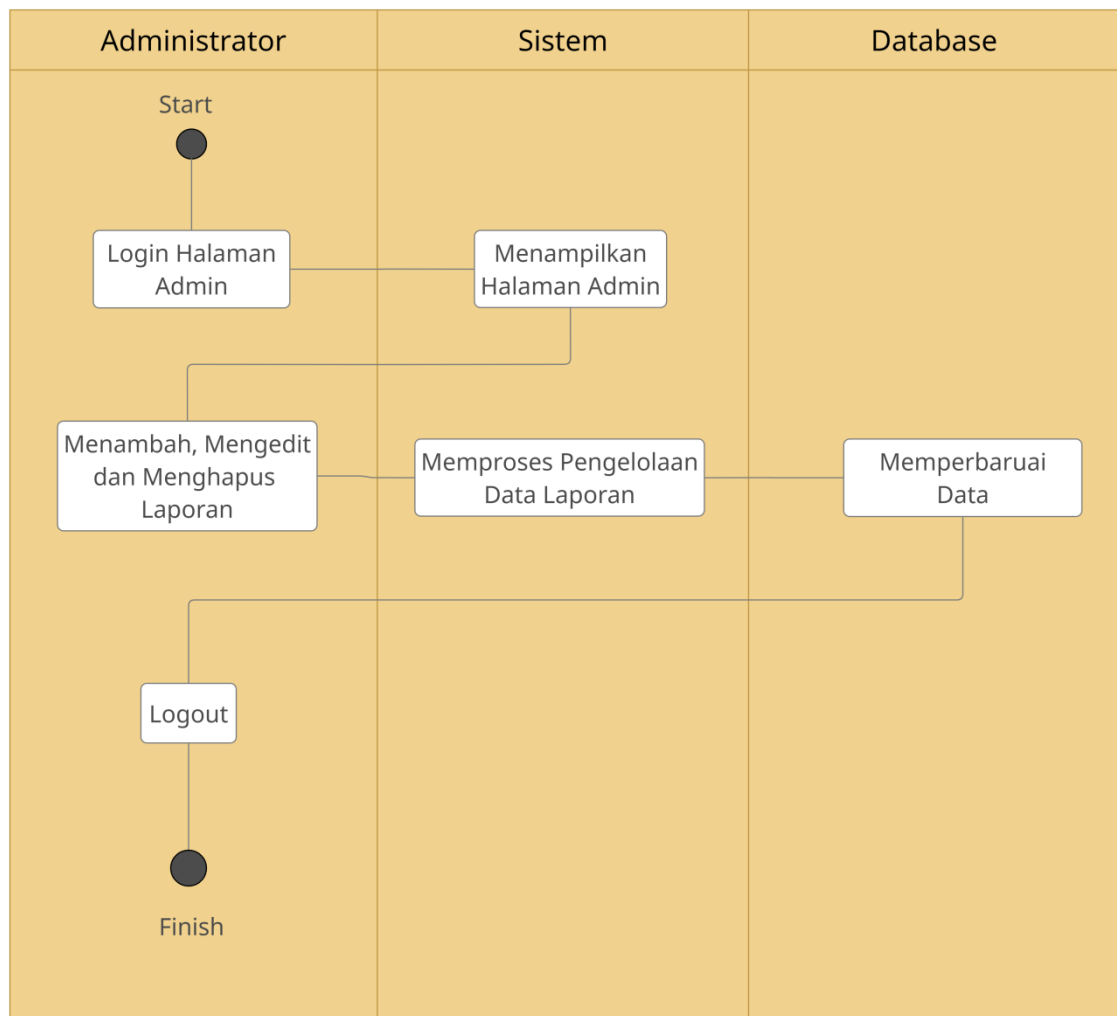 Administrator
Sistem
Database
Start
Login Halaman
Admin
Menampilkan
Halaman Admin
Menambah, Mengedit
dan Menghapus
Laporan
Memproses Pengelolaan
Data Laporan
Memperbaruai
Data
Logout
Finish